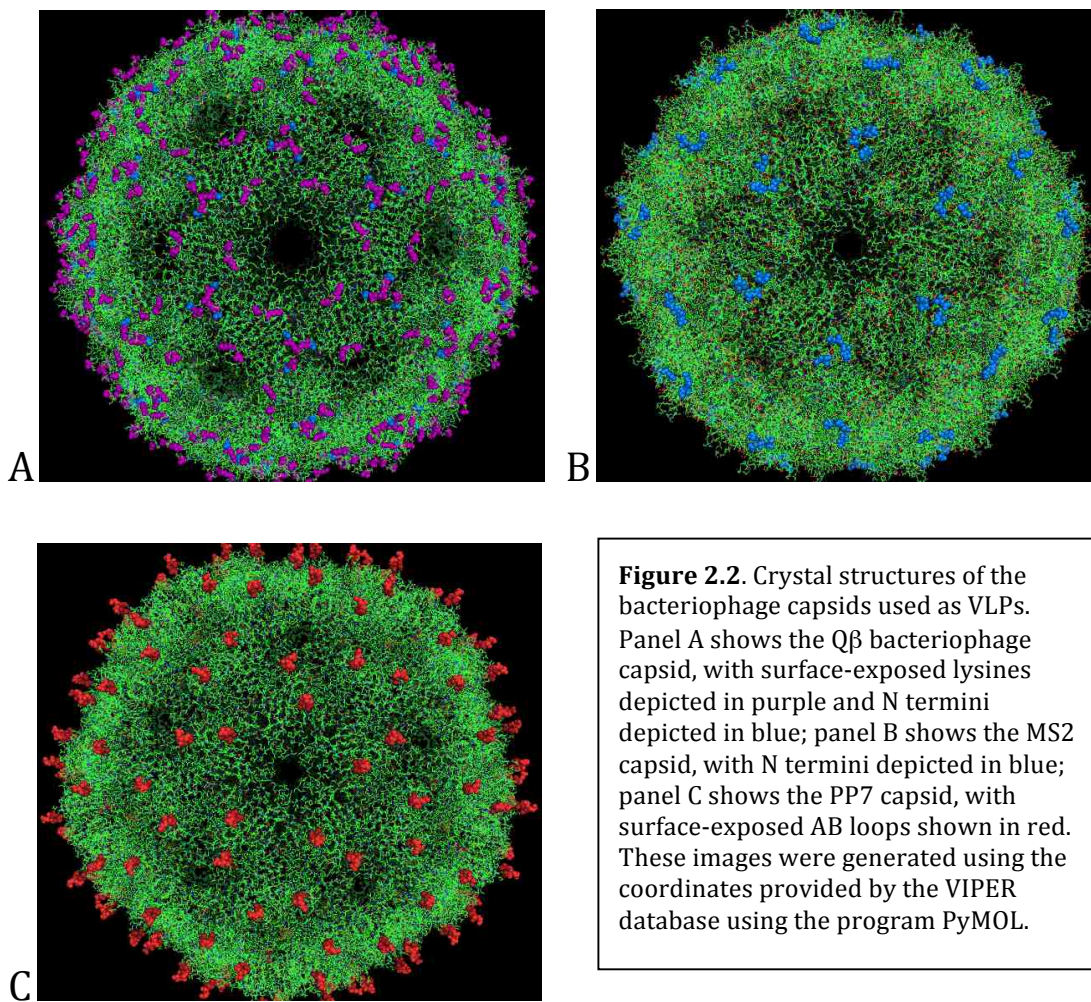 A
B
C
Figure 2.2. Crystal structures of the
bacteriophage capsids used as VLPs.
Panel A shows the Qβ bacteriophage
capsid, with surface-exposed lysines
depicted in purple and N termini
depicted in blue; panel B shows the MS2
capsid, with N termini depicted in blue;
panel C shows the PP7 capsid, with
surface-exposed AB loops shown in red.
These images were generated using the
coordinates provided by the VIPER
database using the program PyMOL.